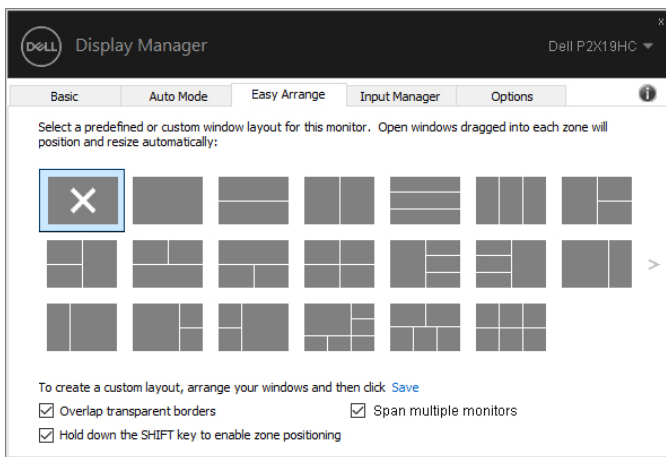 x
DELL Display Manager Dell P2X19HC
Basic Auto Mode Easy Arrange Input Manager Options i
Select a predefined or custom window layout for this monitor. Open windows dragged into each zone will
position and resize automatically:
>
To create a custom layout, arrange your windows and then click Save
Overlap transparent borders Span multiple monitors
Hold down the SHIFT key to enable zone positioning